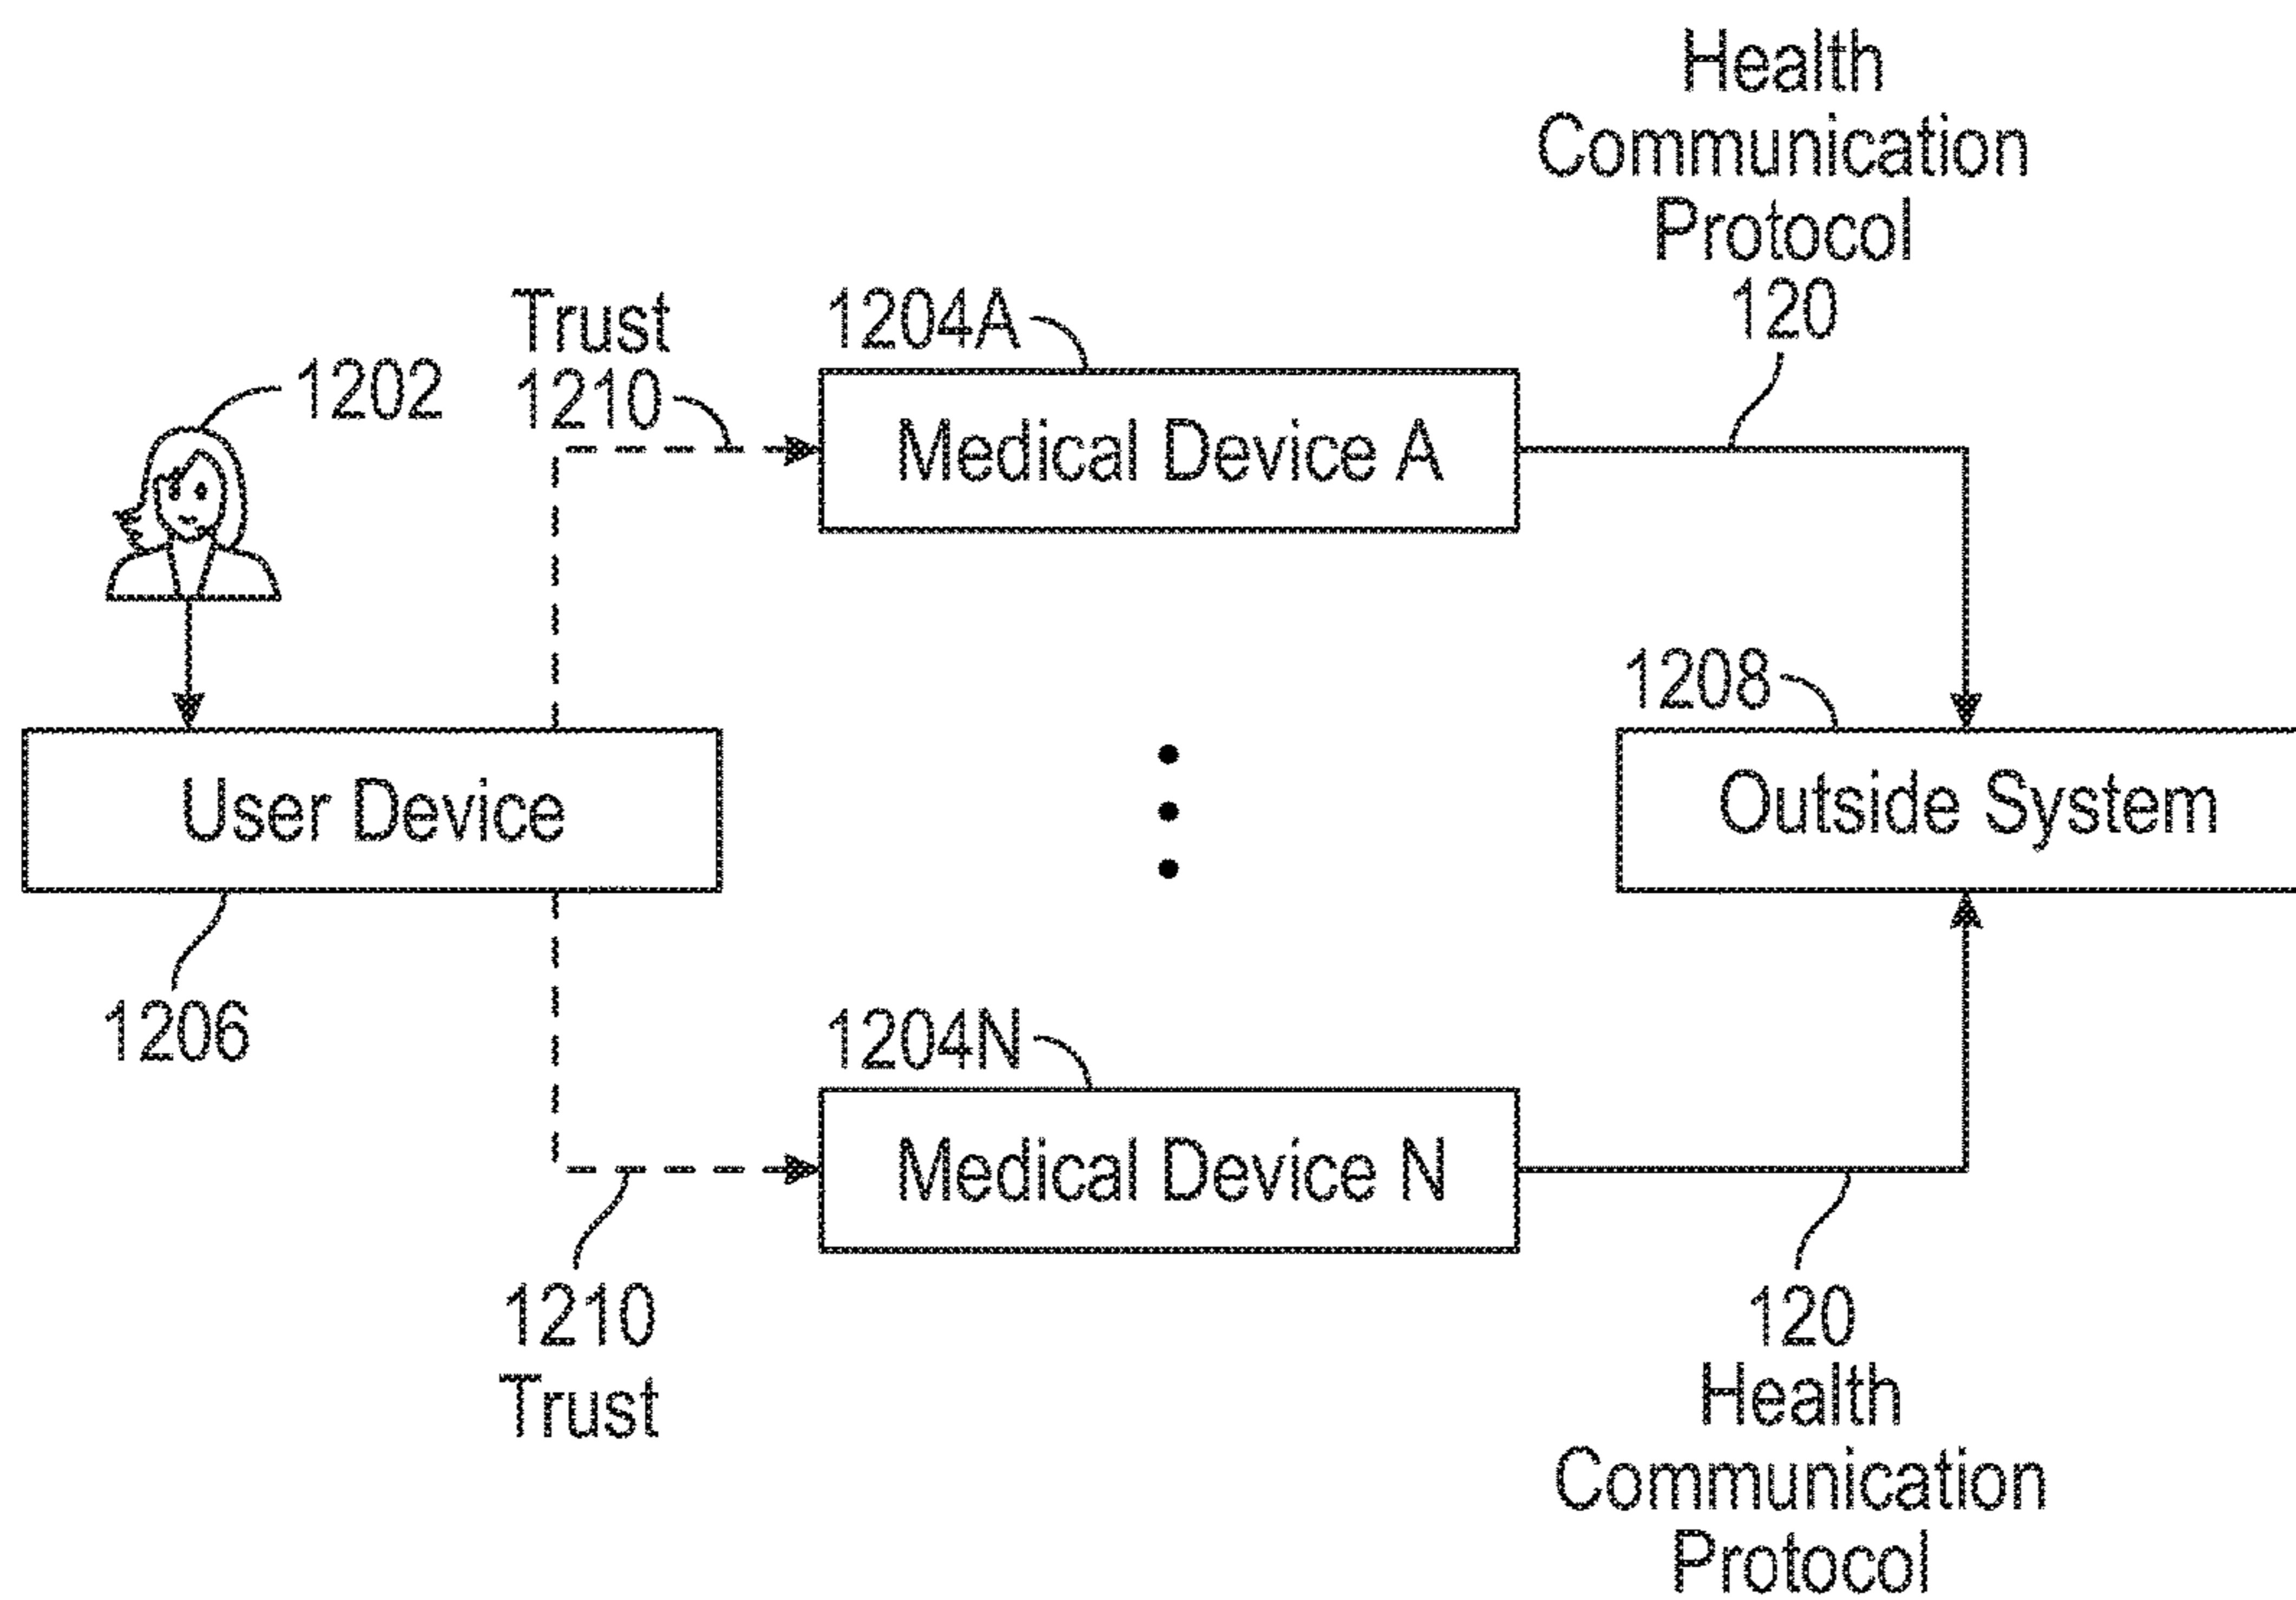 Health
Communication
Protocol
120
Trust
1210
1204A
1202
Medical Device A
1208
User Device
Outside System
1206
1204N
Medical Device N
1210
Trust
120
Health
Communication
Protocol